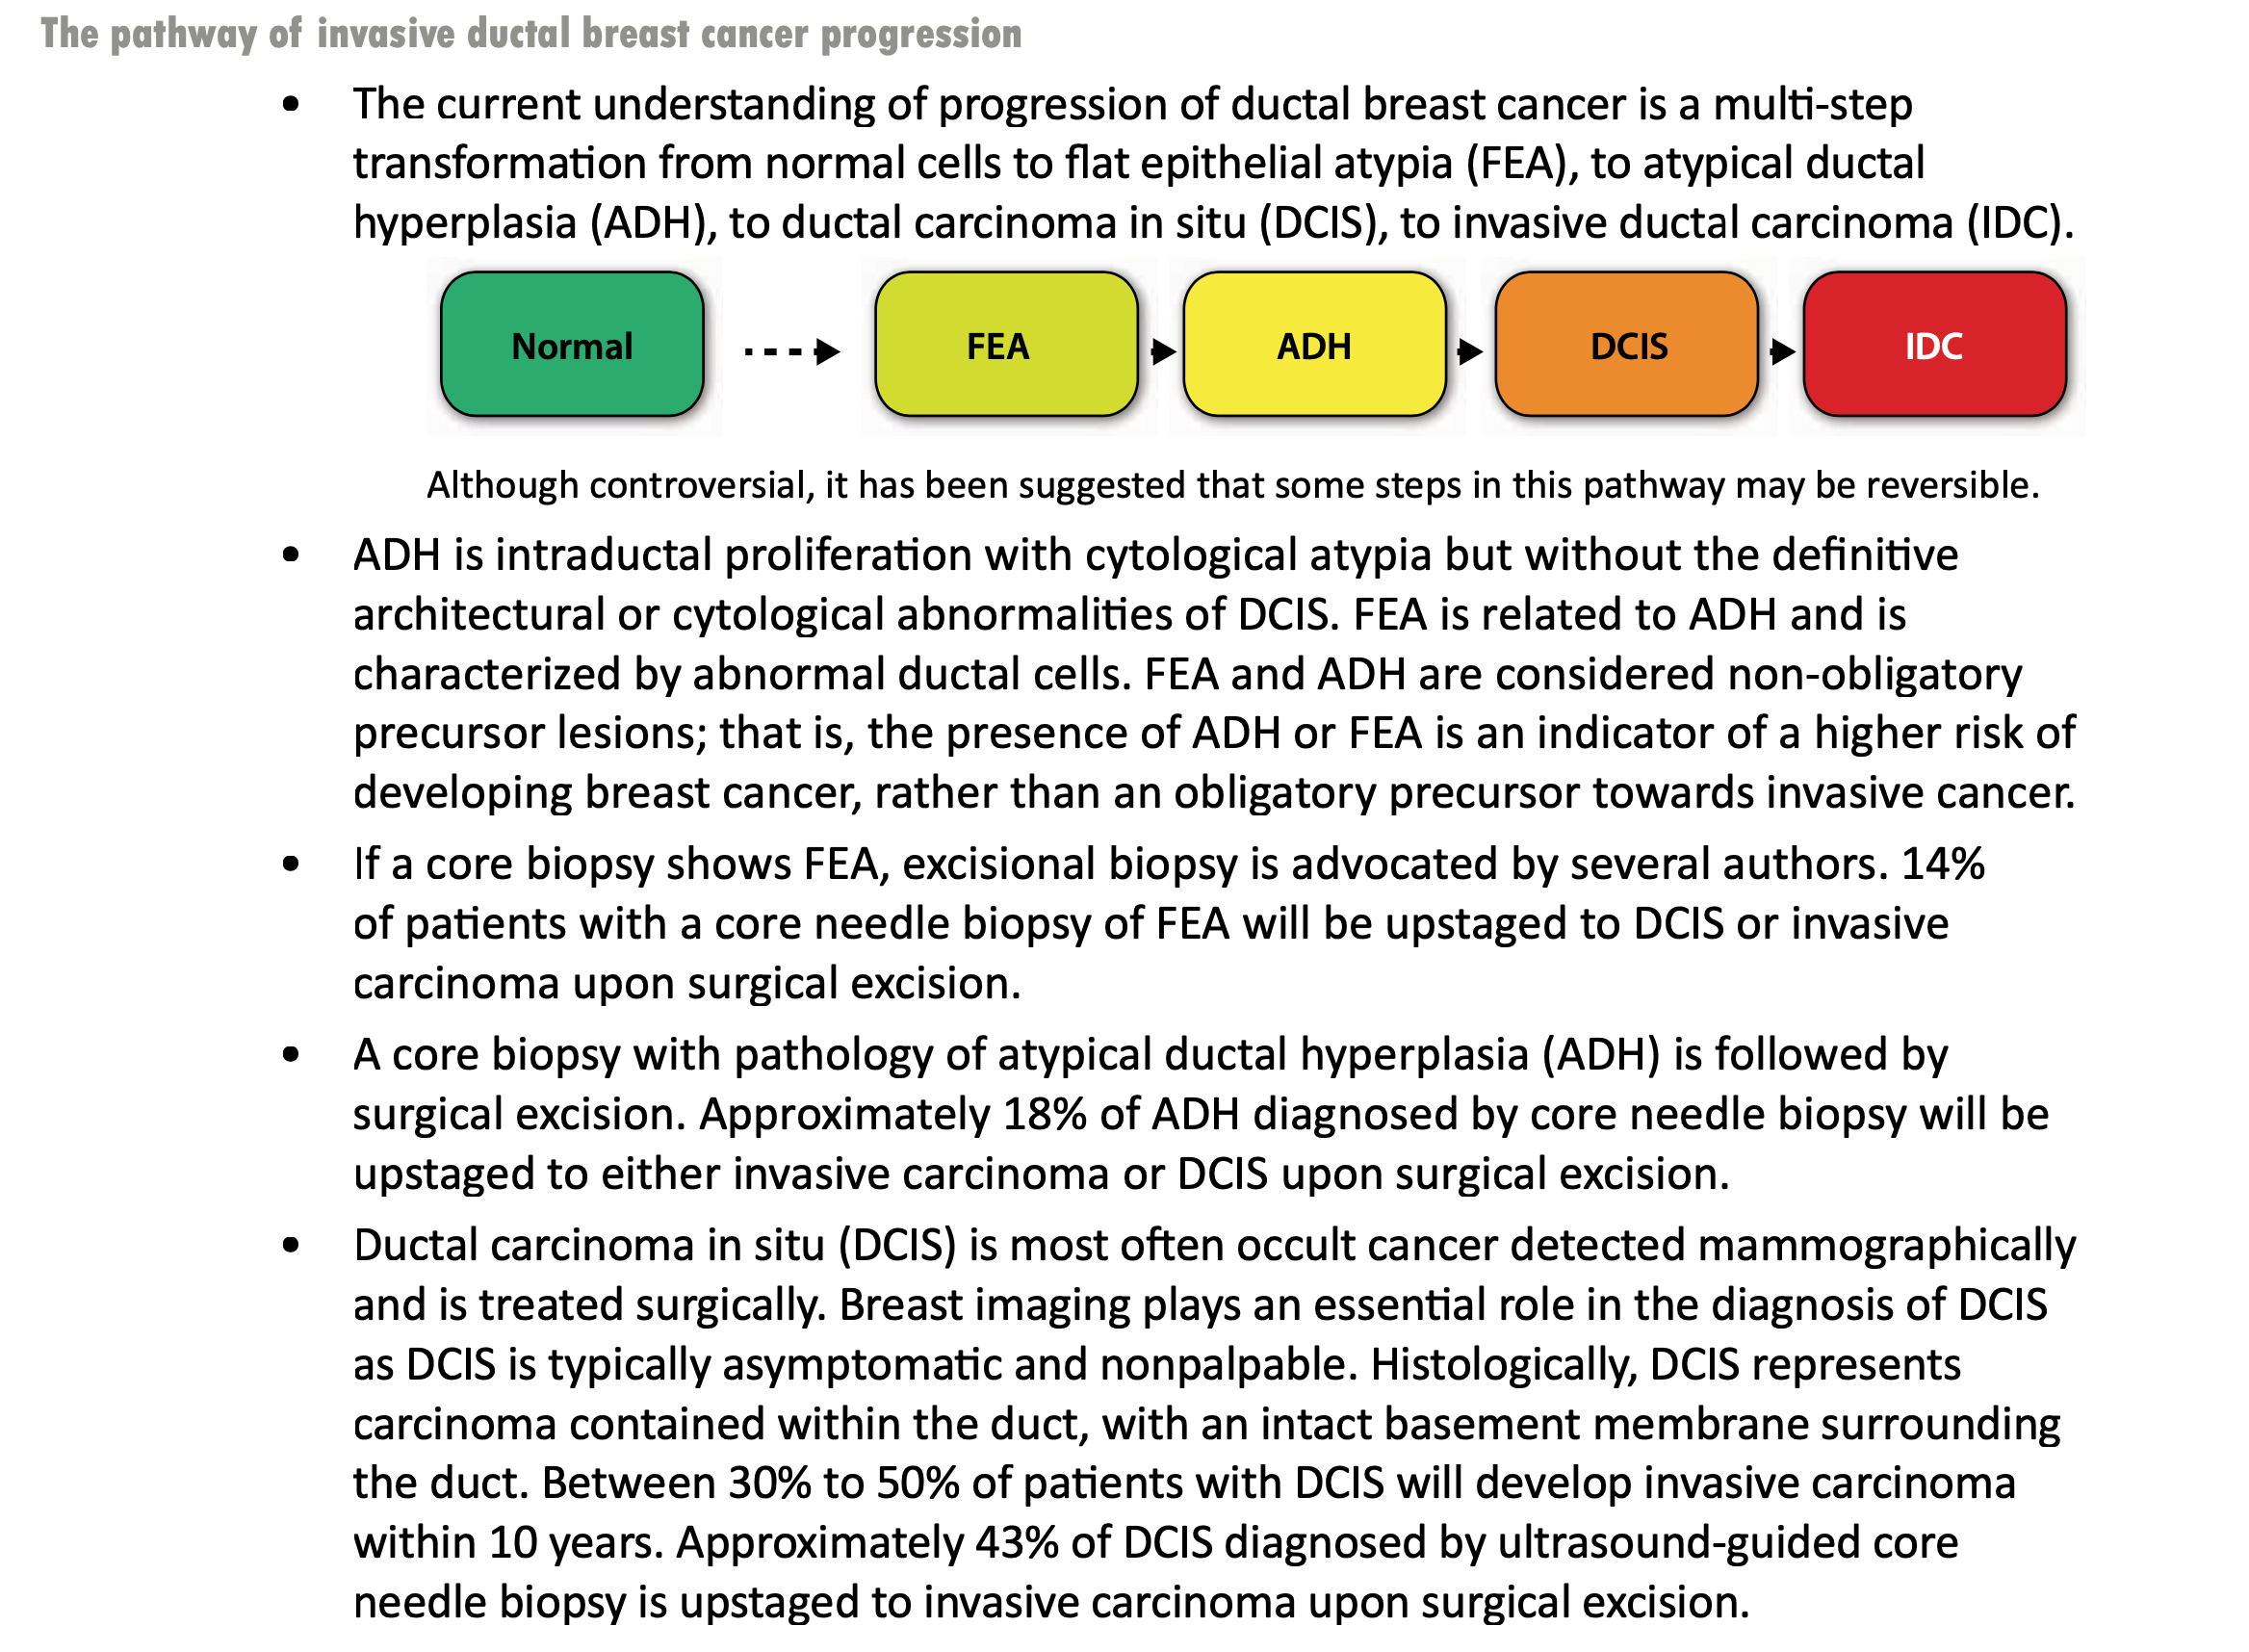 The pathway of invasive ductal breast cancer progression
• The current understanding of progression of ductal breast cancer is a multi-step
transformation from normal cells to flat epithelial atypia (FEA), to atypical ductal
hyperplasia (ADH), to ductal carcinoma in situ (DCIS), to invasive ductal carcinoma (IDC).
Normal FEA ADH DCIS IDC
Although controversial, it has been suggested that some steps in this pathway may be reversible.
• ADH is intraductal proliferation with cytological atypia but without the definitive
architectural or cytological abnormalities of DCIS. FEA is related to ADH and is
characterized by abnormal ductal cells. FEA and ADH are considered non-obligatory
precursor lesions; that is, the presence of ADH or FEA is an indicator of a higher risk of
developing breast cancer, rather than an obligatory precursor towards invasive cancer.
• If a core biopsy shows FEA, excisional biopsy is advocated by several authors. 14%
of patients with a core needle biopsy of FEA will be upstaged to DCIS or invasive
carcinoma upon surgical excision.
• A core biopsy with pathology of atypical ductal hyperplasia (ADH) is followed by
surgical excision. Approximately 18% of ADH diagnosed by core needle biopsy will be
upstaged to either invasive carcinoma or DCIS upon surgical excision.
• Ductal carcinoma in situ (DCIS) is most often occult cancer detected mammographically
and is treated surgically. Breast imaging plays an essential role in the diagnosis of DCIS
as DCIS is typically asymptomatic and nonpalpable. Histologically, DCIS represents
carcinoma contained within the duct, with an intact basement membrane surrounding
the duct. Between 30% to 50% of patients with DCIS will develop invasive carcinoma
within 10 years. Approximately 43% of DCIS diagnosed by ultrasound-guided core
needle biopsy is upstaged to invasive carcinoma upon surgical excision.